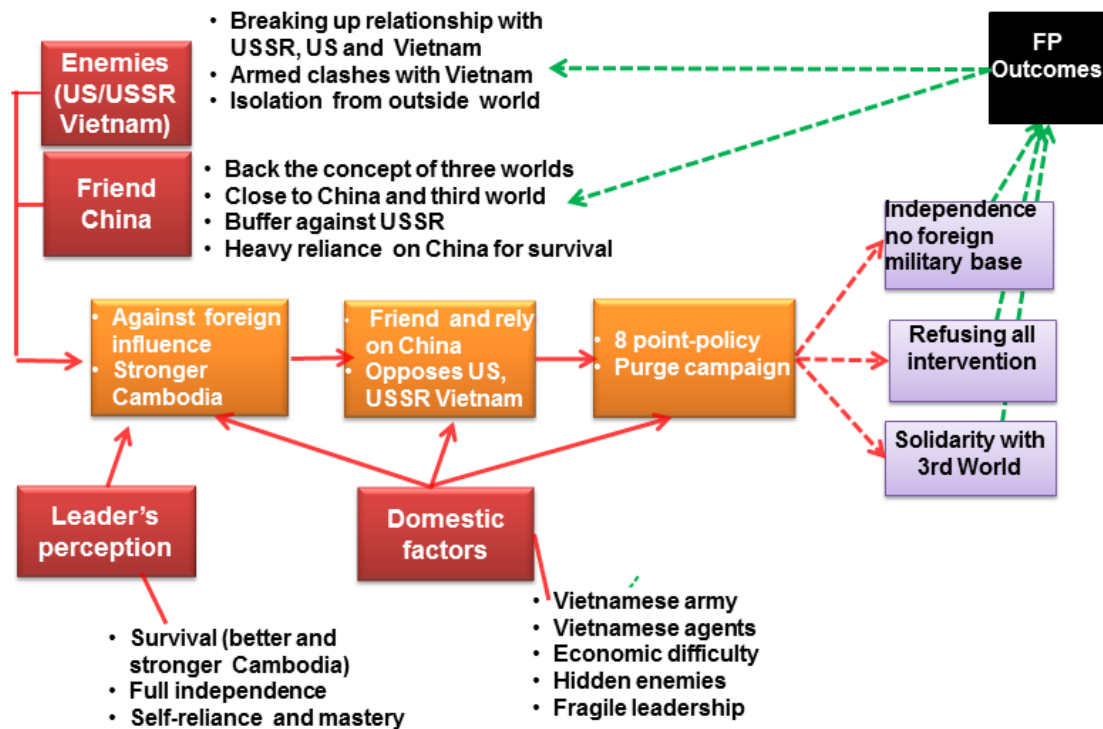 • Breaking up relationship with
USSR, US and Vietnam
• Armed clashes with Vietnam
• Isolation from outside world
Enemies
(US/USSR
Vietnam)
FP
Outcomes
Friend
China
• Back the concept of three worlds
• Close to China and third world
• Buffer against USSR
• Heavy reliance on China for survival
Independence
no foreign
military base
• Against foreign
influence
• Stronger
Cambodia
• Friend and rely
on China
• Opposes US,
USSR Vietnam
• 8 point-policy
• Purge campaign
Refusing all
intervention
Solidarity with
3rd World
Leader’s
perception
Domestic
factors
• Survival (better and
stronger Cambodia)
• Full independence
• Self-reliance and mastery
• Vietnamese army
• Vietnamese agents
• Economic difficulty
• Hidden enemies
• Fragile leadership